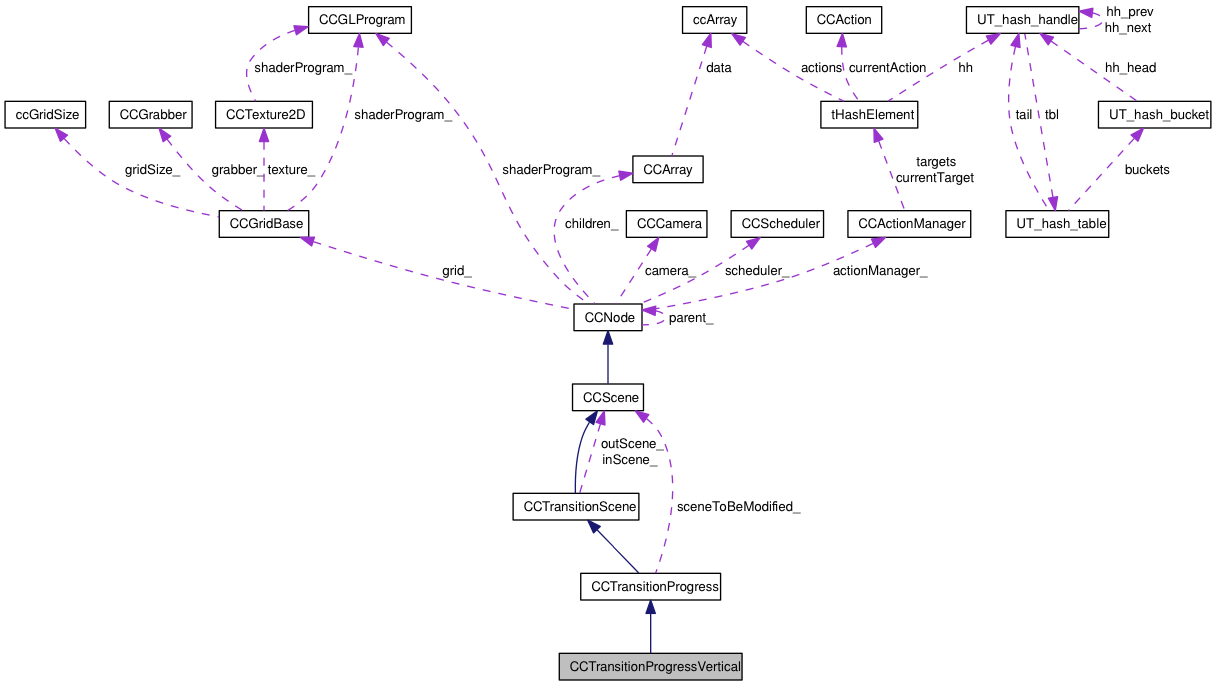 CCGLProgram
ccArray
CCAction
UT_hash_handle
hh_prev
hh_next
shaderProgram_
data
actions
currentAction
hh
hh_head
ccGridSize
CCGrabber
CCTexture2D
shaderProgram_
tHashElement
tail
tbl
UT_hash_bucket
gridSize_
grabber_
texture_
shaderProgram_
CCArray
targets
currentTarget
buckets
CCGridBase
children_
CCCamera
CCScheduler
CCActionManager
UT_hash_table
grid_
camera_
scheduler_
actionManager_
CCNode
parent_
CCScene
outScene_
inScene_
CCTransitionScene
sceneToBeModified_
CCTransitionProgress
CCTransitionProgressVertical